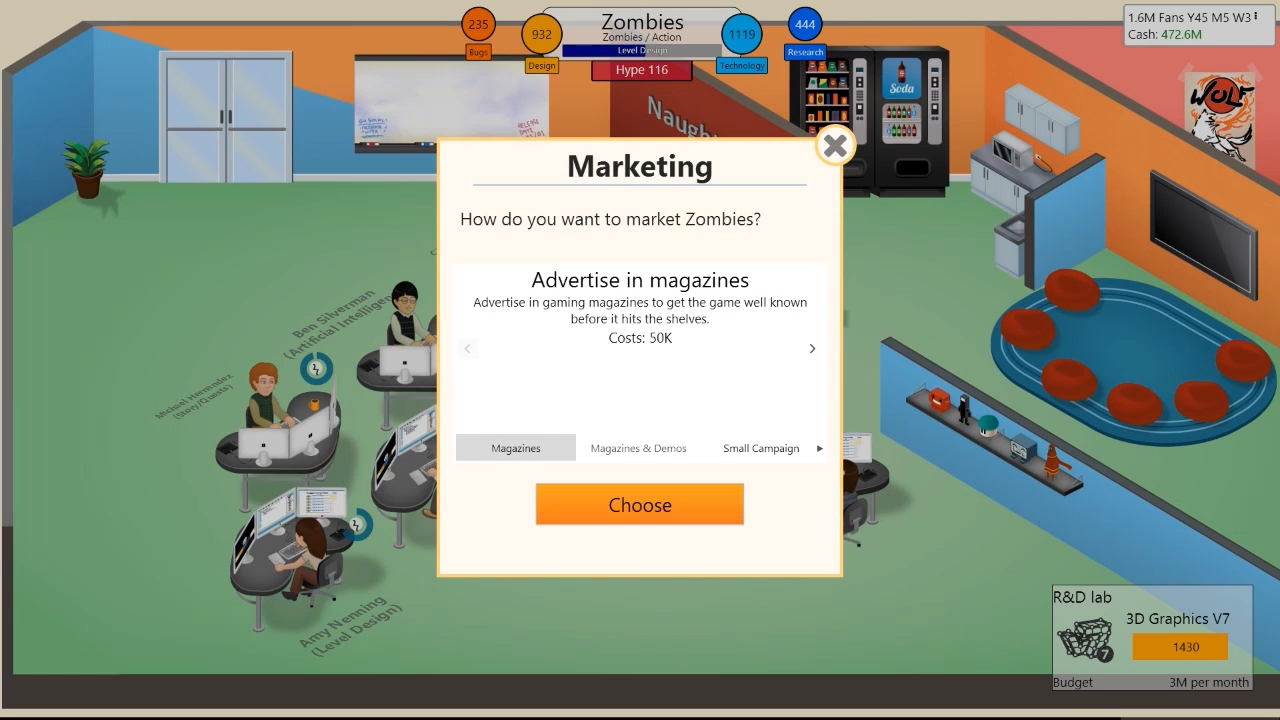 235
Bugs
932
Design
Zombies
Zombies / Action
Level Design
Hype 116
1119
Technology
444
Research
1.6M Fans Y45 M5 W3
Cash: 472.6M
RELEASE
Naugh
Soda
WOLF
Marketing
How do you want to market Zombies?
Advertise in magazines
Advertise in gaming magazines to get the game well known
before it hits the shelves.
Costs: 50K
Magazines
Magazines & Demos
Small Campaign
Choose
Ben Silverman
(Artificial Intelligen
Michael Hernandez
(Story/Quests)
Amy Nenning
(Level Design)
R&D lab
3D Graphics V7
7
1430
Budget
3M per month